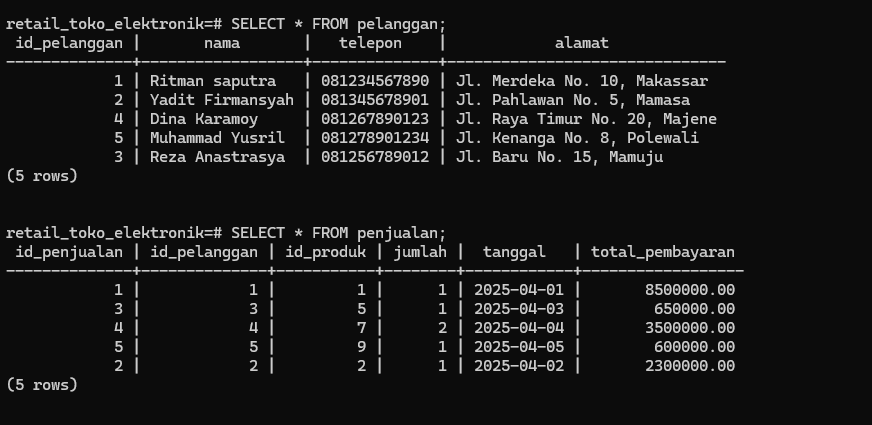 retail_toko_elektronik=# SELECT * FROM pelanggan;
 id_pelanggan |       nama       |   telepon    |            alamat
--------------+------------------+--------------+-------------------------------
            1 | Ritman saputra   | 081234567890 | Jl. Merdeka No. 10, Makassar
            2 | Yadit Firmansyah | 081345678901 | Jl. Pahlawan No. 5, Mamasa
            4 | Dina Karamoy     | 081267890123 | Jl. Raya Timur No. 20, Majene
            5 | Muhammad Yusril  | 081278901234 | Jl. Kenanga No. 8, Polewali
            3 | Reza Anastrasya  | 081256789012 | Jl. Baru No. 15, Mamuju
(5 rows)

retail_toko_elektronik=# SELECT * FROM penjualan;
 id_penjualan | id_pelanggan | id_produk | jumlah |  tanggal   | total_pembayaran
--------------+--------------+-----------+--------+------------+------------------
            1 |            1 |         1 |      1 | 2025-04-01 |       8500000.00
            3 |            3 |         5 |      1 | 2025-04-03 |        650000.00
            4 |            4 |         7 |      2 | 2025-04-04 |       3500000.00
            5 |            5 |         9 |      1 | 2025-04-05 |        600000.00
            2 |            2 |         2 |      1 | 2025-04-02 |       2300000.00
(5 rows)